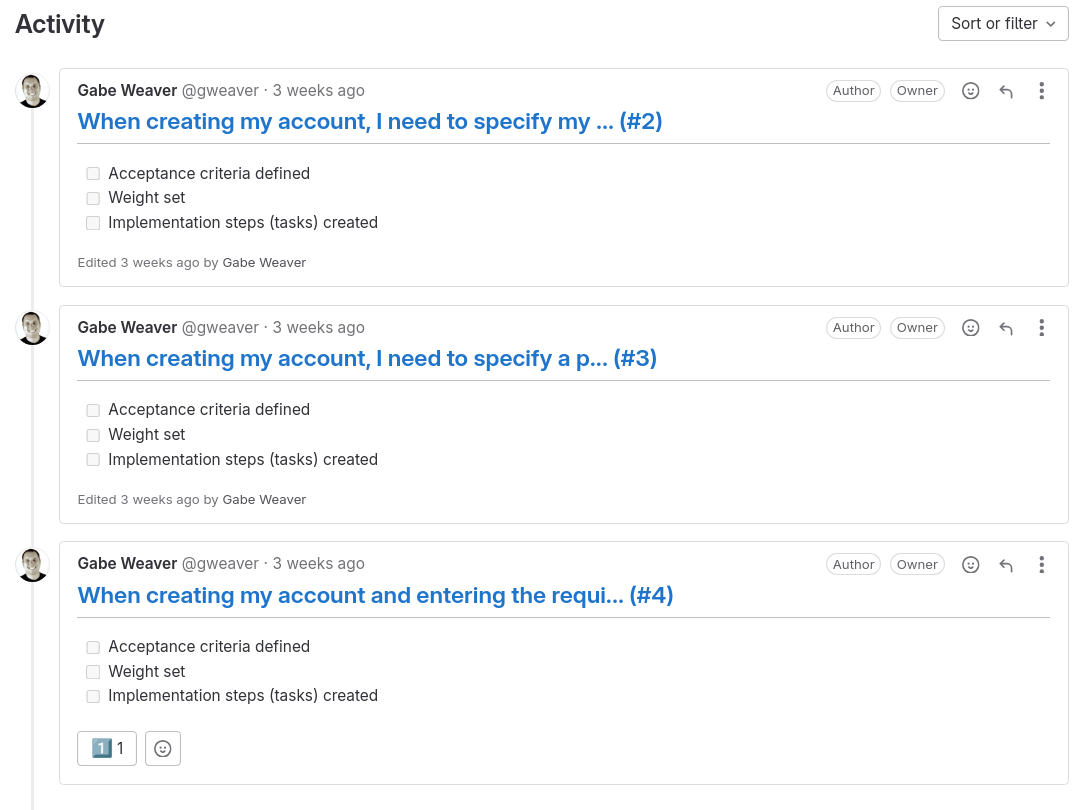 Activity
Sort or filter
Gabe Weaver @gweaver · 3 weeks ago
Author
Owner
When creating my account, I need to specify my ... (#2)
Acceptance criteria defined
Weight set
Implementation steps (tasks) created
Edited 3 weeks ago by Gabe Weaver
Gabe Weaver @gweaver · 3 weeks ago
Author
Owner
When creating my account, I need to specify a p... (#3)
Acceptance criteria defined
Weight set
Implementation steps (tasks) created
Edited 3 weeks ago by Gabe Weaver
Gabe Weaver @gweaver · 3 weeks ago
Author
Owner
When creating my account and entering the requi... (#4)
Acceptance criteria defined
Weight set
Implementation steps (tasks) created
1️⃣ 1